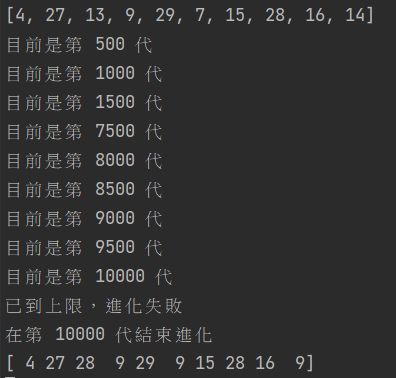 [4, 27, 13, 9, 29, 7, 15, 28, 16, 14]
目前是第 500 代
目前是第 1000 代
目前是第 1500 代
目前是第 7500 代
目前是第 8000 代
目前是第 8500 代
目前是第 9000 代
目前是第 9500 代
目前是第 10000 代
已到上限，進化失敗
在第 10000 代結束進化
[ 4 27 28  9 29  9 15 28 16  9]